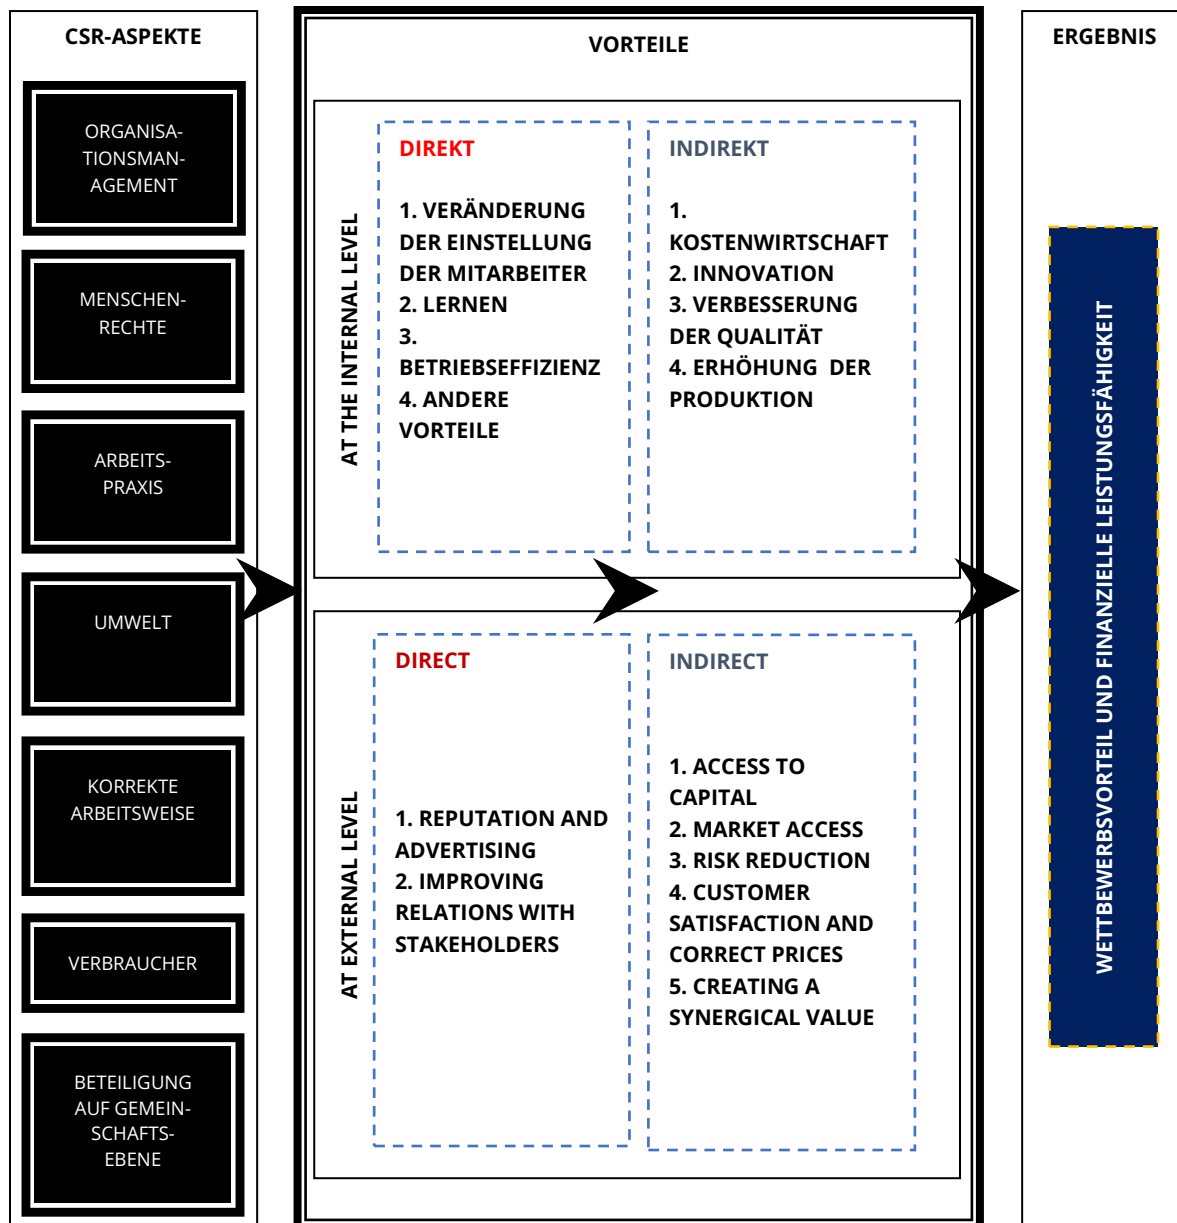 CSR-ASPEKTE
ORGANISA-
TIONSMAN-
AGEMENT
MENSCHEN-
RECHTE
ARBEITS-
PRAXIS
UMWELT
KORREKTE
ARBEITSWEISE
VERBRAUCHER
BETEILIGUNG
AUF GEMEIN-
SCHAFTS-
EBENE
VORTEILE
AT THE INTERNAL LEVEL
DIREKT
1. VERÄNDERUNG
DER EINSTELLUNG
DER MITARBEITER
2. LERNEN
3.
BETRIEBSEFFIZIENZ
4. ANDERE
VORTEILE
INDIREKT
1.
KOSTENWIRTSCHAFT
2. INNOVATION
3. VERBESSERUNG
DER QUALITÄT
4. ERHÖHUNG DER
PRODUKTION
AT EXTERNAL LEVEL
DIRECT
1. REPUTATION AND
ADVERTISING
2. IMPROVING
RELATIONS WITH
STAKEHOLDERS
INDIRECT
1. ACCESS TO
CAPITAL
2. MARKET ACCESS
3. RISK REDUCTION
4. CUSTOMER
SATISFACTION AND
CORRECT PRICES
5. CREATING A
SYNERGICAL VALUE
ERGEBNIS
WETTBEWERBSVORTEIL UND FINANZIELLE LEISTUNGSFÄHIGKEIT